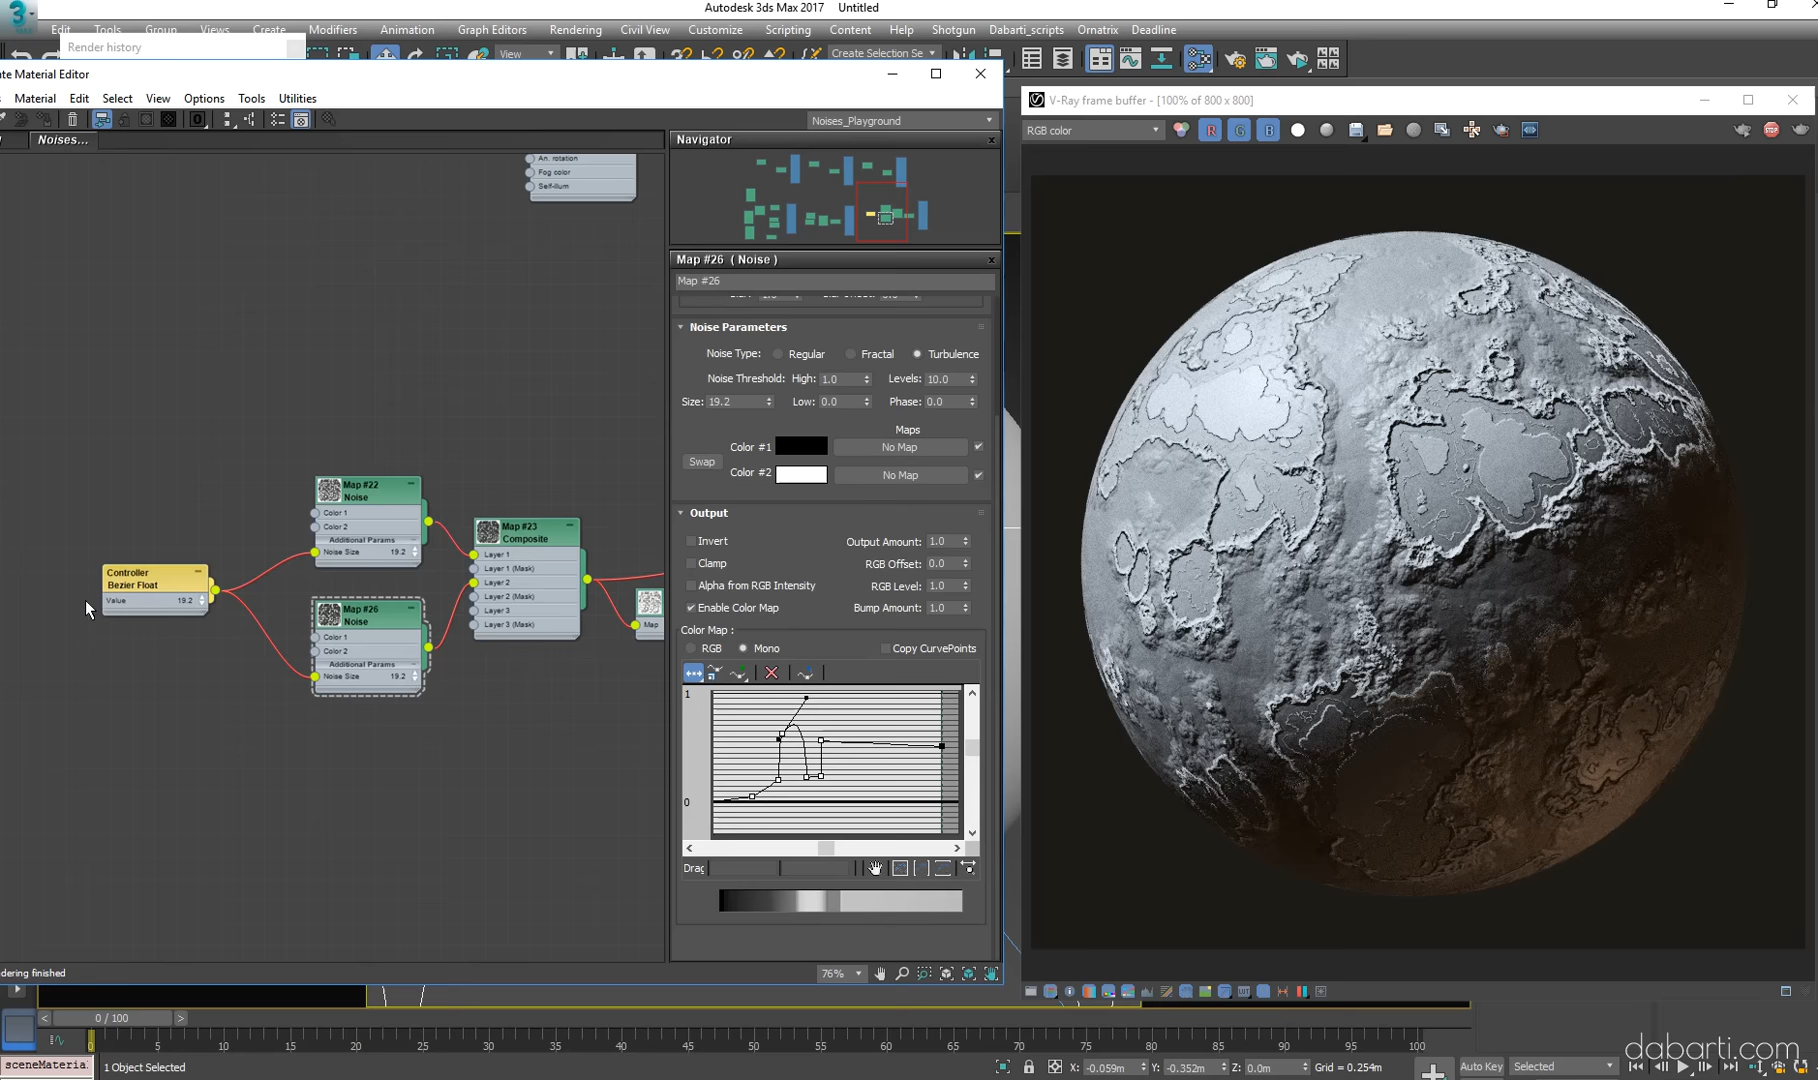 Autodesk 3ds Max 2017 Untitled
Edit Tools Group Views Create Modifiers Animation Graph Editors Rendering Civil View Customize Scripting Content Help Shotgun Dabarti_scripts Ornatrix Deadline
Render history
View
Create Selection Se
ate Material Editor
Material Edit Select View Options Tools Utilities
0
Noises_Playground
Noises...
An. rotation
Fog color
Self-illum
Controller
Bezier Float
Value 19.2
Map #22
Noise
Color 1
Color 2
Additional Params
Noise Size 19.2
Map #26
Noise
Color 1
Color 2
Additional Params
Noise Size 19.2
Map #23
Composite
Layer 1
Layer 1 (Mask)
Layer 2
Layer 2 (Mask)
Layer 3
Layer 3 (Mask)
Map
Navigator
Map #26 ( Noise )
Map #26
Noise Parameters
Noise Type: Regular Fractal Turbulence
Noise Threshold: High: 1.0 Levels: 10.0
Size: 19.2 Low: 0.0 Phase: 0.0
Maps
Color #1 No Map
Swap
Color #2 No Map
Output
Invert Output Amount: 1.0
Clamp RGB Offset: 0.0
Alpha from RGB Intensity RGB Level: 1.0
Enable Color Map Bump Amount: 1.0
Color Map :
RGB Mono Copy CurvePoints
1
0
Drag
dering finished
76%
V-Ray frame buffer - [100% of 800 x 800]
RGB color R G B
STOP
0 / 100
0 5 10 15 20 25 30 35 40 45 50 55 60 65 70 75 80 85 90 95 100
sceneMateria
1 Object Selected
X: -0.059m Y: -0.352m Z: 0.0m Grid = 0.254m
Auto Key Selected
dabarti.com